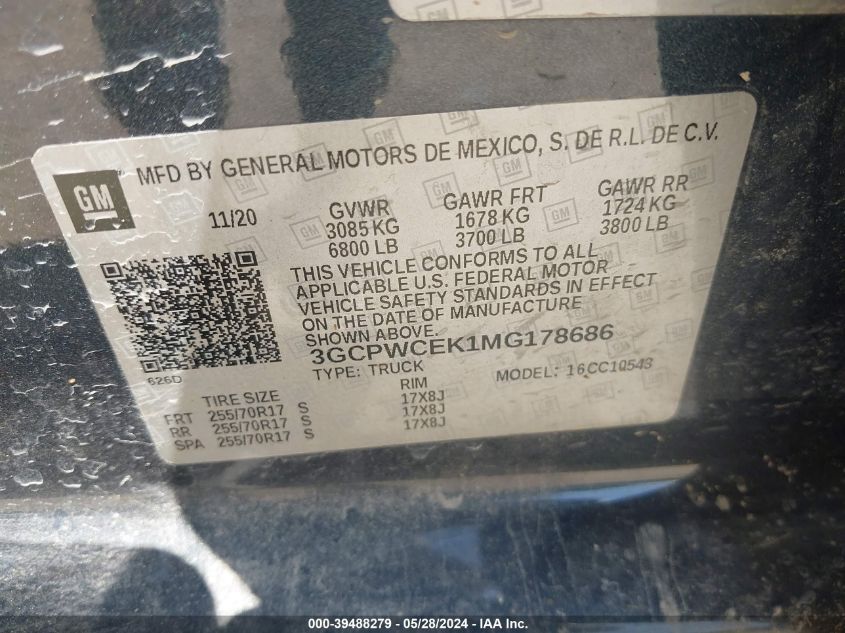 GM
MFD BY GENERAL MOTORS DE MEXICO, S. DE R.L. DE C.V.
11/20
GVWR GAWR FRT GAWR RR
3085 KG 1678 KG 1724 KG
6800 LB 3700 LB 3800 LB
THIS VEHICLE CONFORMS TO ALL
APPLICABLE U.S. FEDERAL MOTOR
VEHICLE SAFETY STANDARDS IN EFFECT
ON THE DATE OF MANUFACTURE
SHOWN ABOVE.
3GCPWCEK1MG178686
626D
TYPE: TRUCK MODEL: 16CC10543
TIRE SIZE RIM
FRT 255/70R17 S 17X8J
RR 255/70R17 S 17X8J
SPA 255/70R17 S 17X8J
000-39488279 - 05/28/2024 - IAA Inc.